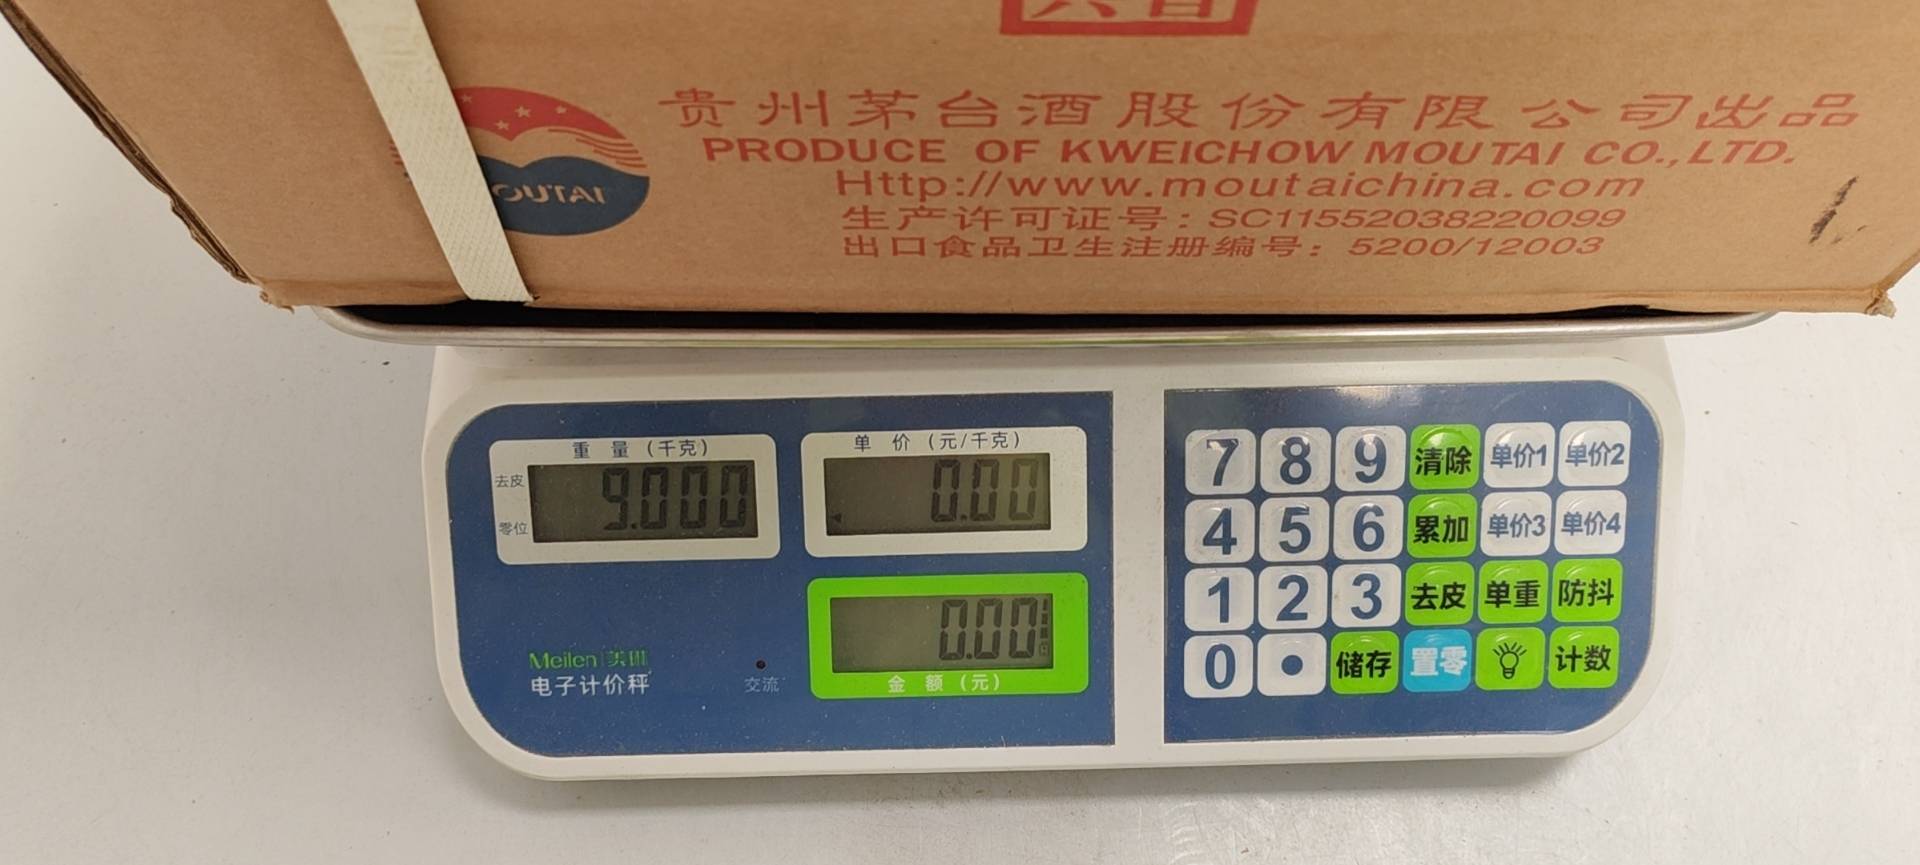 贵州茅台酒股份有限公司出品
PRODUCE OF KWEICHOW MOUTAI CO., LTD.
Http://www.moutaichina.com
生产许可证号: SC11552038220099
出口食品卫生注册编号: 5200/12003
OUTAI
重量(千克)
去皮
零位
9.000
单价(元/千克)
0.00
0.00
金额(元)
Meilen 美琳
电子计价秤
交流
7 8 9 清除 单价1 单价2
4 5 6 累加 单价3 单价4
1 2 3 去皮 单重 防抖
0 • 储存 置零 计数